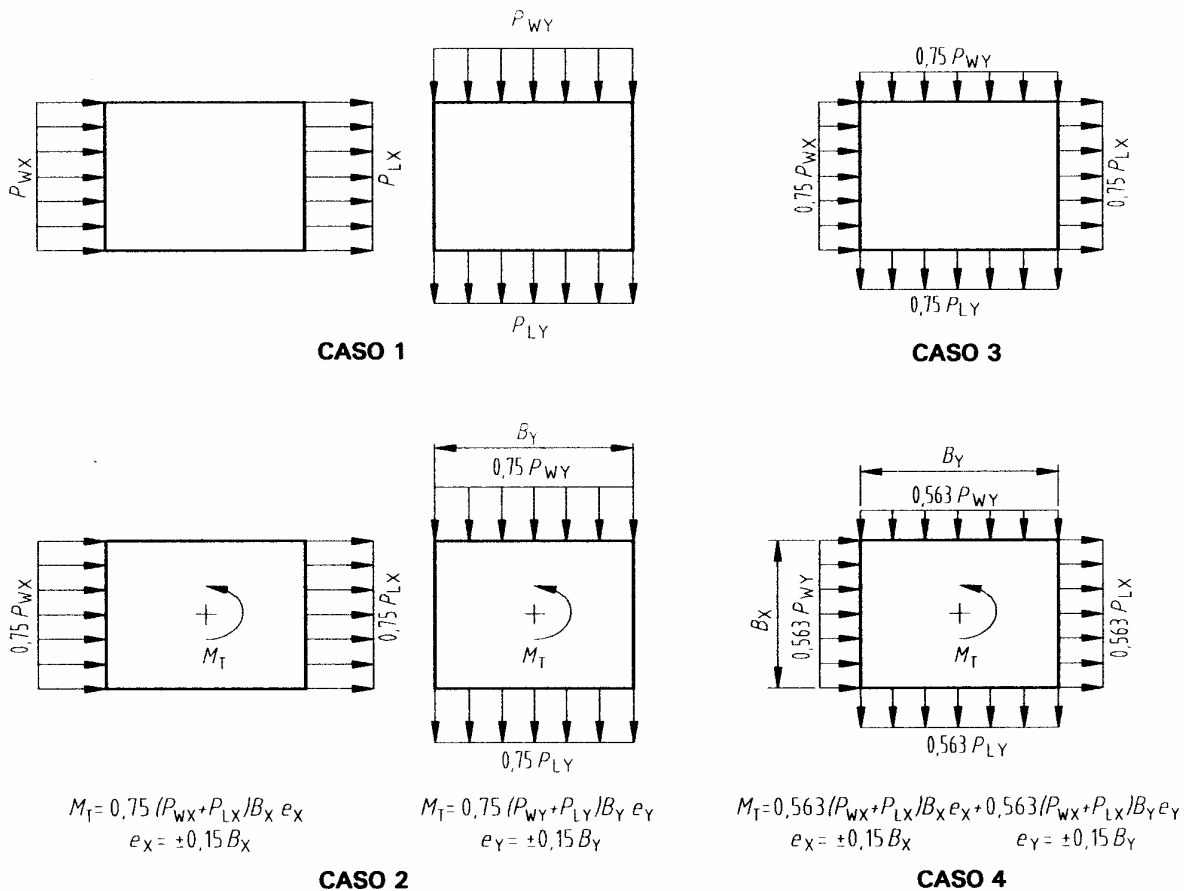 P_WX
P_LX
P_WY
P_LY
CASO 1
0,75 P_WY
0,75 P_WX
0,75 P_LX
0,75 P_LY
CASO 3
0,75 P_WX
M_T
0,75 P_LX
B_Y
0,75 P_WY
M_T
0,75 P_LY
M_T = 0,75 (P_WX+P_LX)B_X e_X
e_X = ±0,15 B_X
M_T = 0,75 (P_WY+P_LY)B_Y e_Y
e_Y = ±0,15 B_Y
CASO 2
B_Y
0,563 P_WY
B_X
0,563 P_WY
M_T
0,563 P_LX
0,563 P_LY
M_T = 0,563(P_WX+P_LX)B_X e_X+0,563(P_WX+P_LX)B_Y e_Y
e_X = ±0,15 B_X e_Y = ±0,15 B_Y
CASO 4